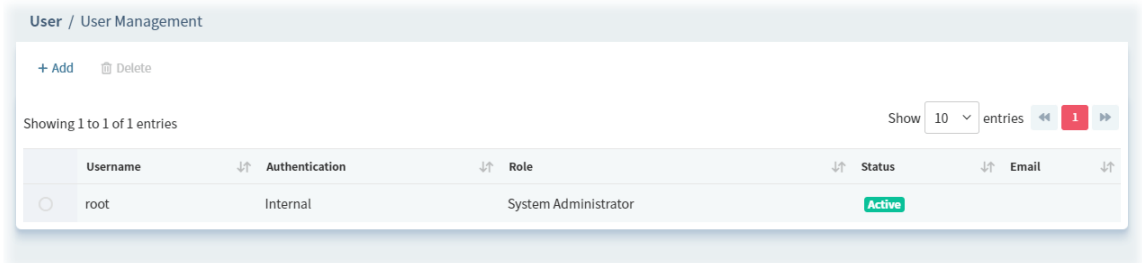 User / User Management
+ Add Delete
Showing 1 to 1 of 1 entries Show 10 entries 1
Username Authentication Role Status Email
root Internal System Administrator Active